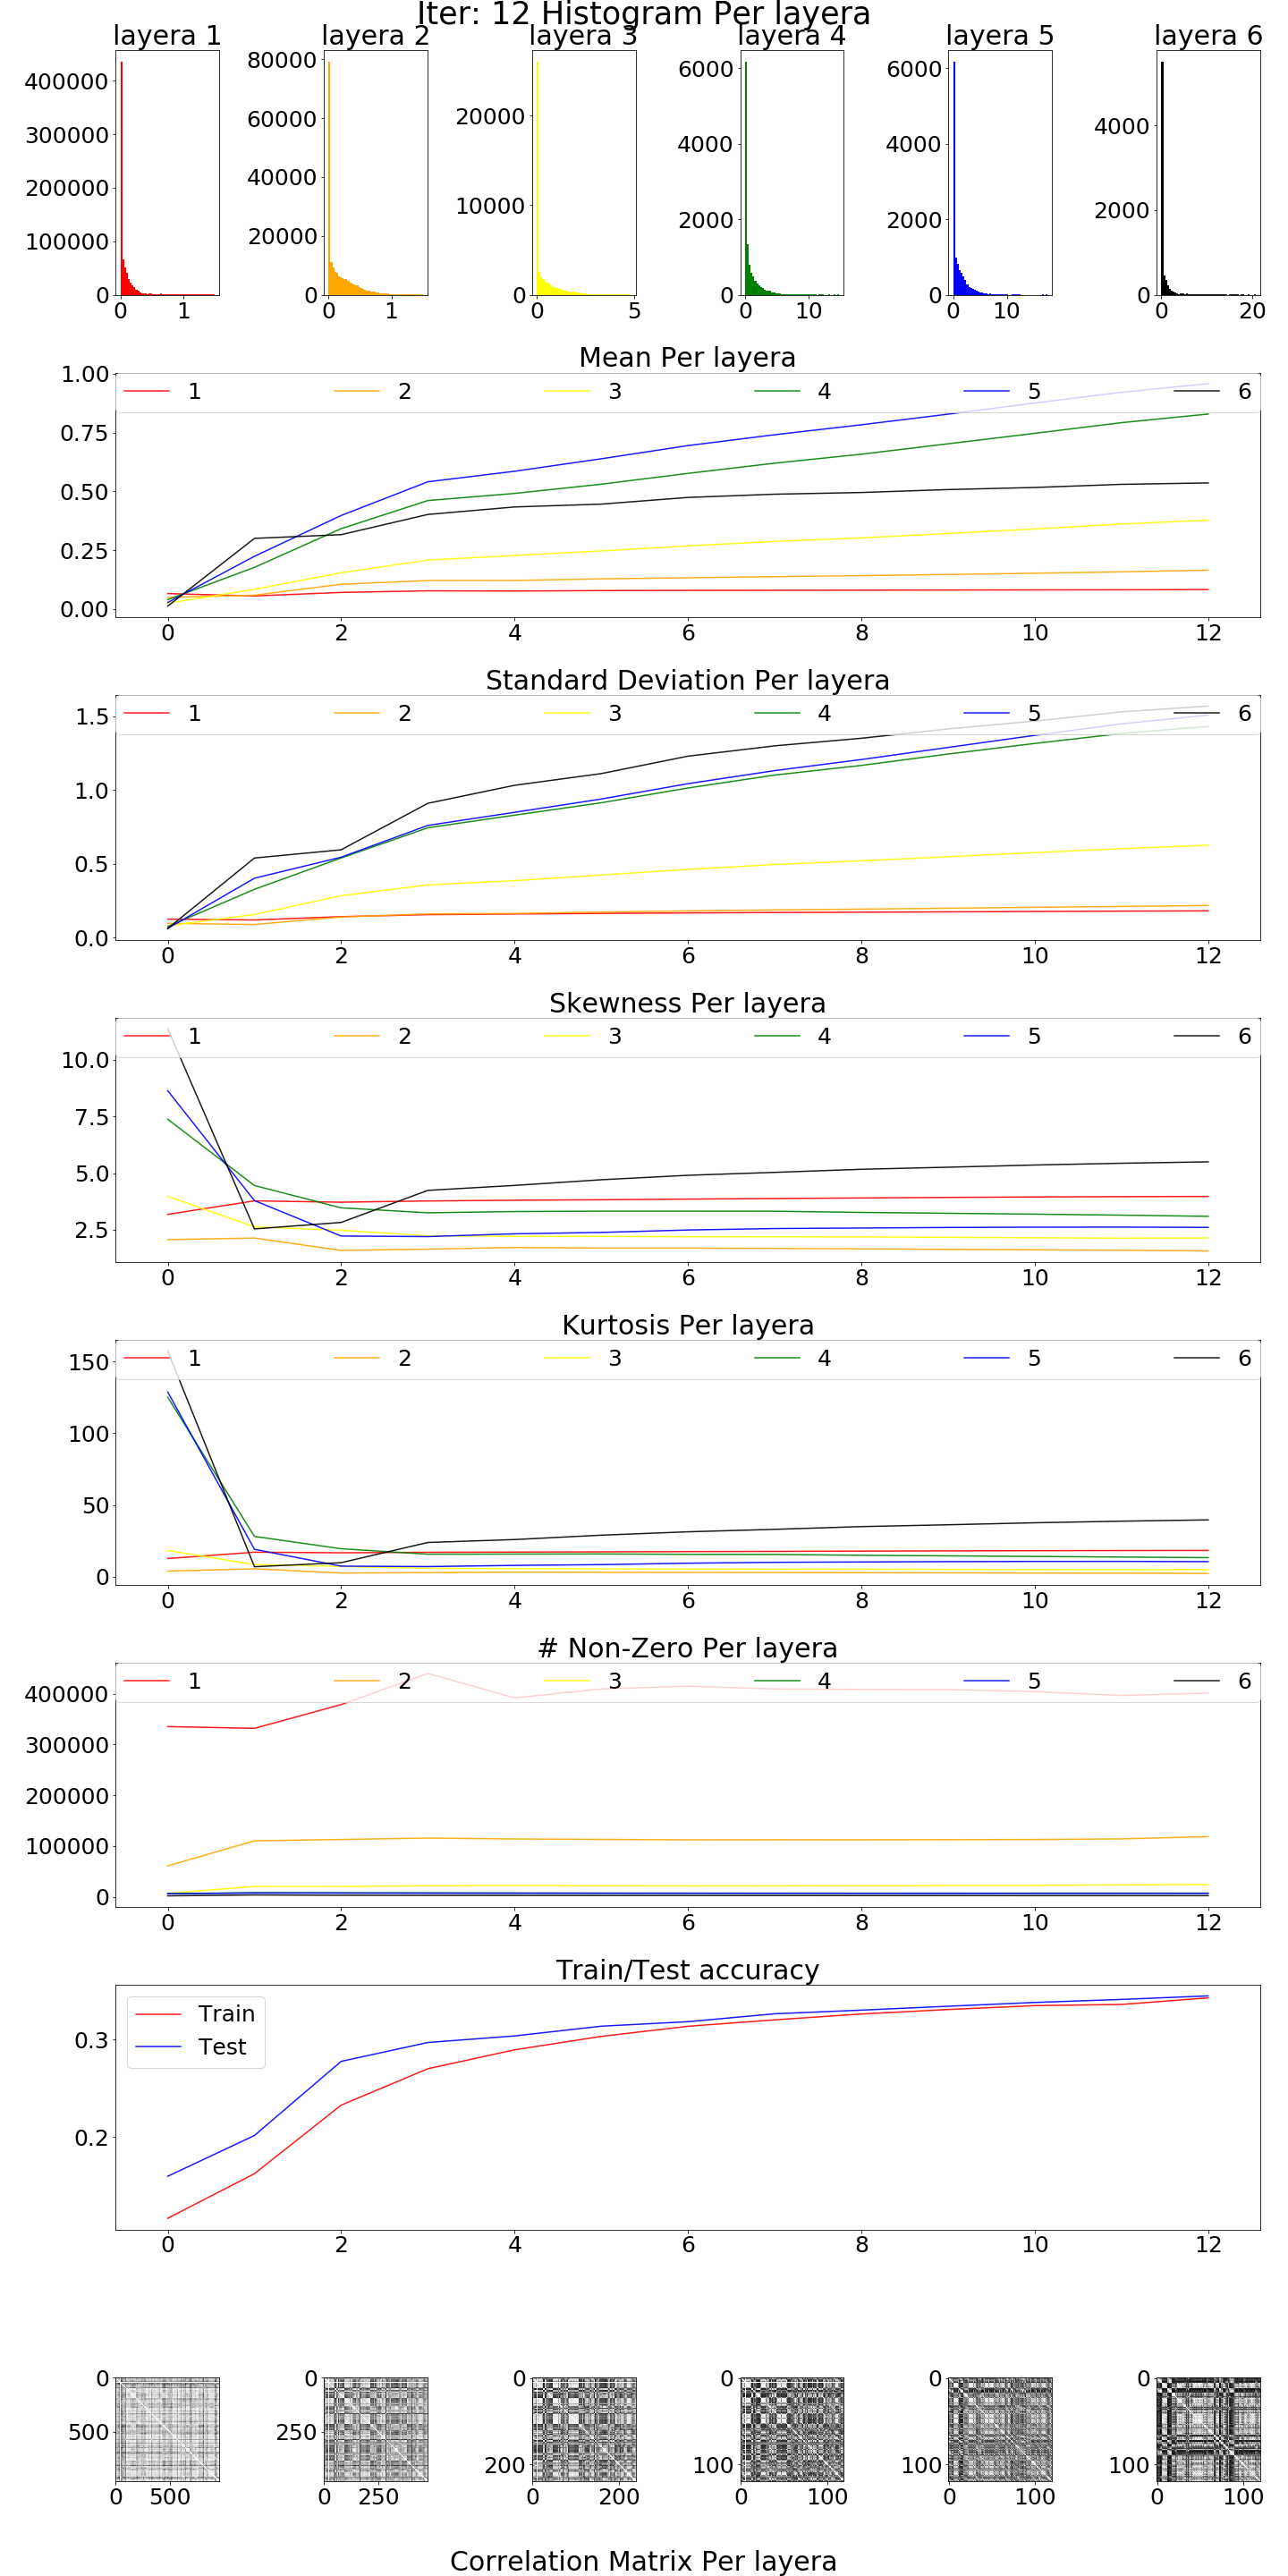 Iter: 12 Histogram Per layera
layera 1 layera 2 layera 3 layera 4 layera 5 layera 6
400000 300000 200000 100000 0
0 1
80000 60000 40000 20000 0
0 1
20000 10000 0
0 5
6000 4000 2000 0
0 10
6000 4000 2000 0
0 10
4000 2000 0
0 20
Mean Per layera
1 2 3 4 5 6
1.00
0.75
0.50
0.25
0.00
0 2 4 6 8 10 12
Standard Deviation Per layera
1 2 3 4 5 6
1.5
1.0
0.5
0.0
0 2 4 6 8 10 12
Skewness Per layera
1 2 3 4 5 6
10.0
7.5
5.0
2.5
0 2 4 6 8 10 12
Kurtosis Per layera
1 2 3 4 5 6
150
100
50
0
0 2 4 6 8 10 12
# Non-Zero Per layera
1 2 3 4 5 6
400000
300000
200000
100000
0
0 2 4 6 8 10 12
Train/Test accuracy
Train
Test
0.3
0.2
0 2 4 6 8 10 12
0 500
0 500
0 250
0 250
0 200
0 200
0 100
0 100
0 100
0 100
0 100
0 100
Correlation Matrix Per layera